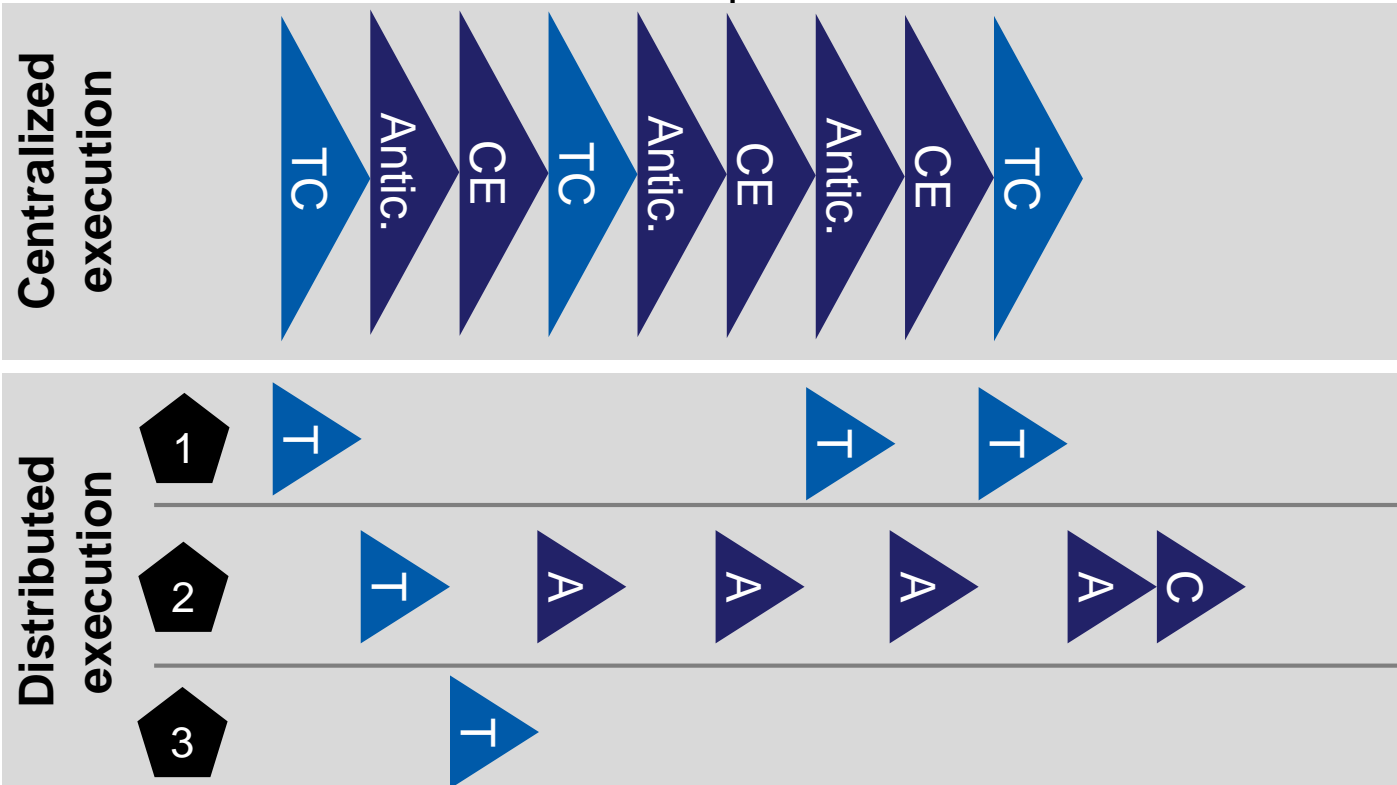 Centralized
execution
TC
Antic.
CE
TC
Antic.
CE
Antic.
CE
TC
Distributed
execution
1
T
T
T
2
T
A
A
A
A
C
3
T